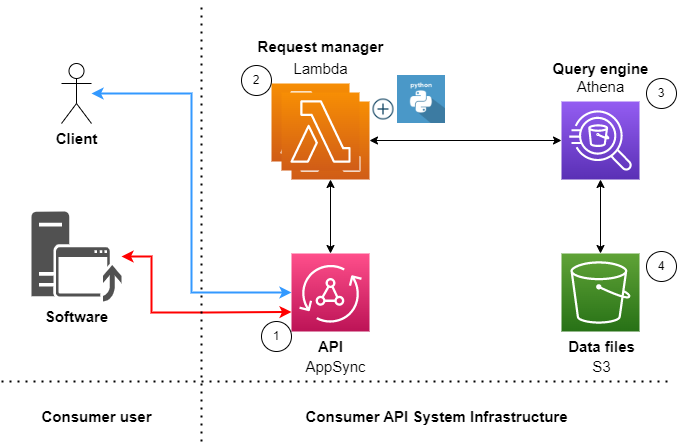 Request manager
Lambda
2
python
Query engine
Athena
3
Client
Software
1
API
AppSync
4
Data files
S3
Consumer user
Consumer API System Infrastructure